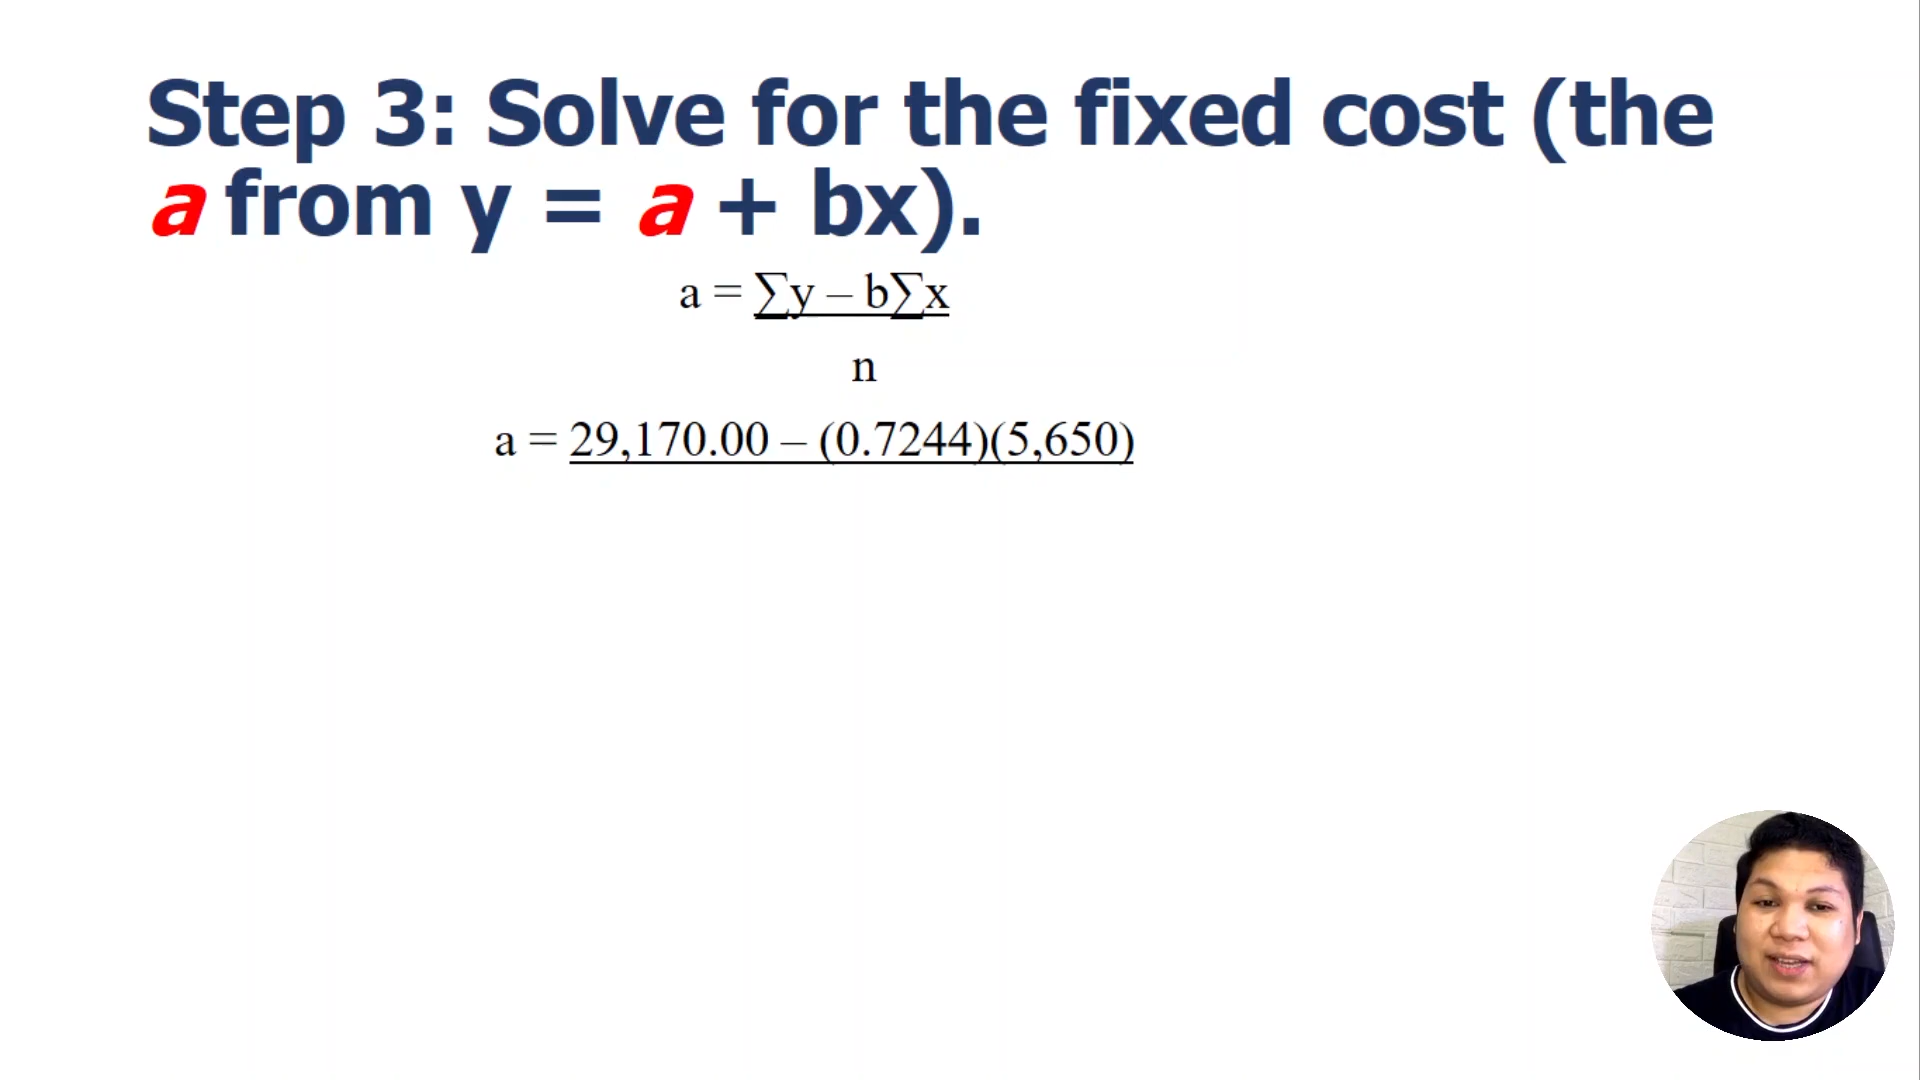 Step 3: Solve for the fixed cost (the
a from y = a + bx).
a = ∑y – b∑x
n
a = 29,170.00 – (0.7244)(5,650)